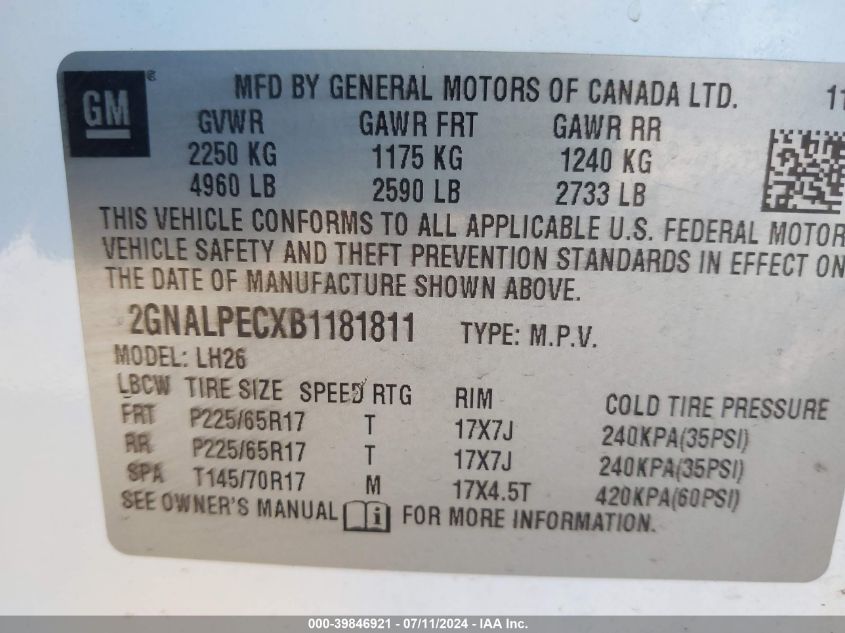 GM ®
MFD BY GENERAL MOTORS OF CANADA LTD. 11
GVWR GAWR FRT GAWR RR
2250 KG 1175 KG 1240 KG
4960 LB 2590 LB 2733 LB
THIS VEHICLE CONFORMS TO ALL APPLICABLE U.S. FEDERAL MOTOR
VEHICLE SAFETY AND THEFT PREVENTION STANDARDS IN EFFECT ON
THE DATE OF MANUFACTURE SHOWN ABOVE.
2GNALPECXB1181811 TYPE: M.P.V.
MODEL: LH26
LBCW TIRE SIZE SPEED RTG RIM COLD TIRE PRESSURE
FRT P225/65R17 T 17X7J 240KPA(35PSI)
RR P225/65R17 T 17X7J 240KPA(35PSI)
SPA T145/70R17 M 17X4.5T 420KPA(60PSI)
SEE OWNER'S MANUAL i FOR MORE INFORMATION.
000-39846921 - 07/11/2024 - IAA Inc.